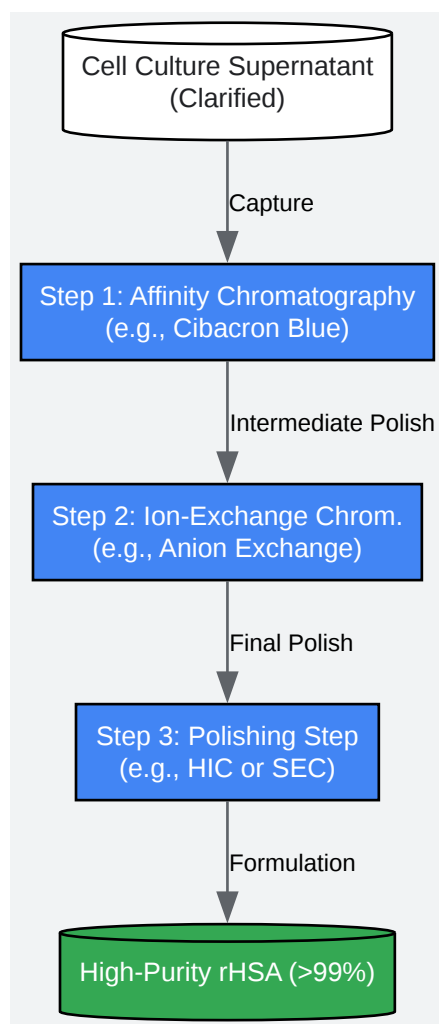 Cell Culture Supernatant
(Clarified)
Capture
Step 1: Affinity Chromatography
(e.g., Cibacron Blue)
Intermediate Polish
Step 2: Ion-Exchange Chrom.
(e.g., Anion Exchange)
Final Polish
Step 3: Polishing Step
(e.g., HIC or SEC)
Formulation
High-Purity rHSA (>99%)